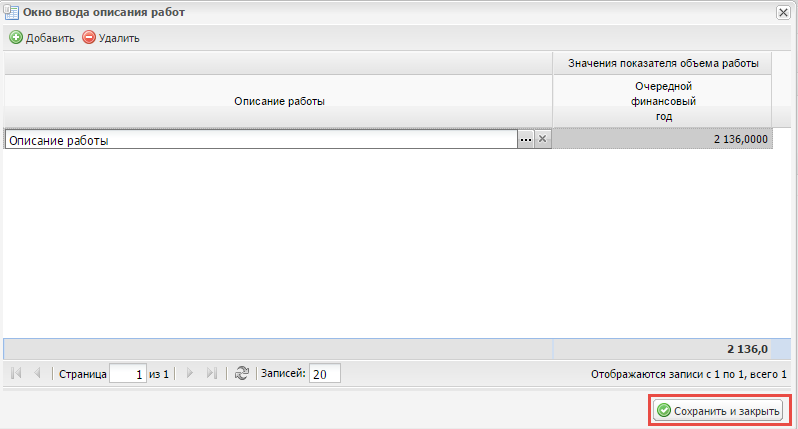 Окно ввода описания работ
Добавить Удалить
Значения показателя объема работы
Описание работы
Очередной
финансовый
год
Описание работы ... 2 136,0000
2 136,0
Страница 1 из 1 Записей: 20 Отображаются записи с 1 по 1, всего 1
Сохранить и закрыть